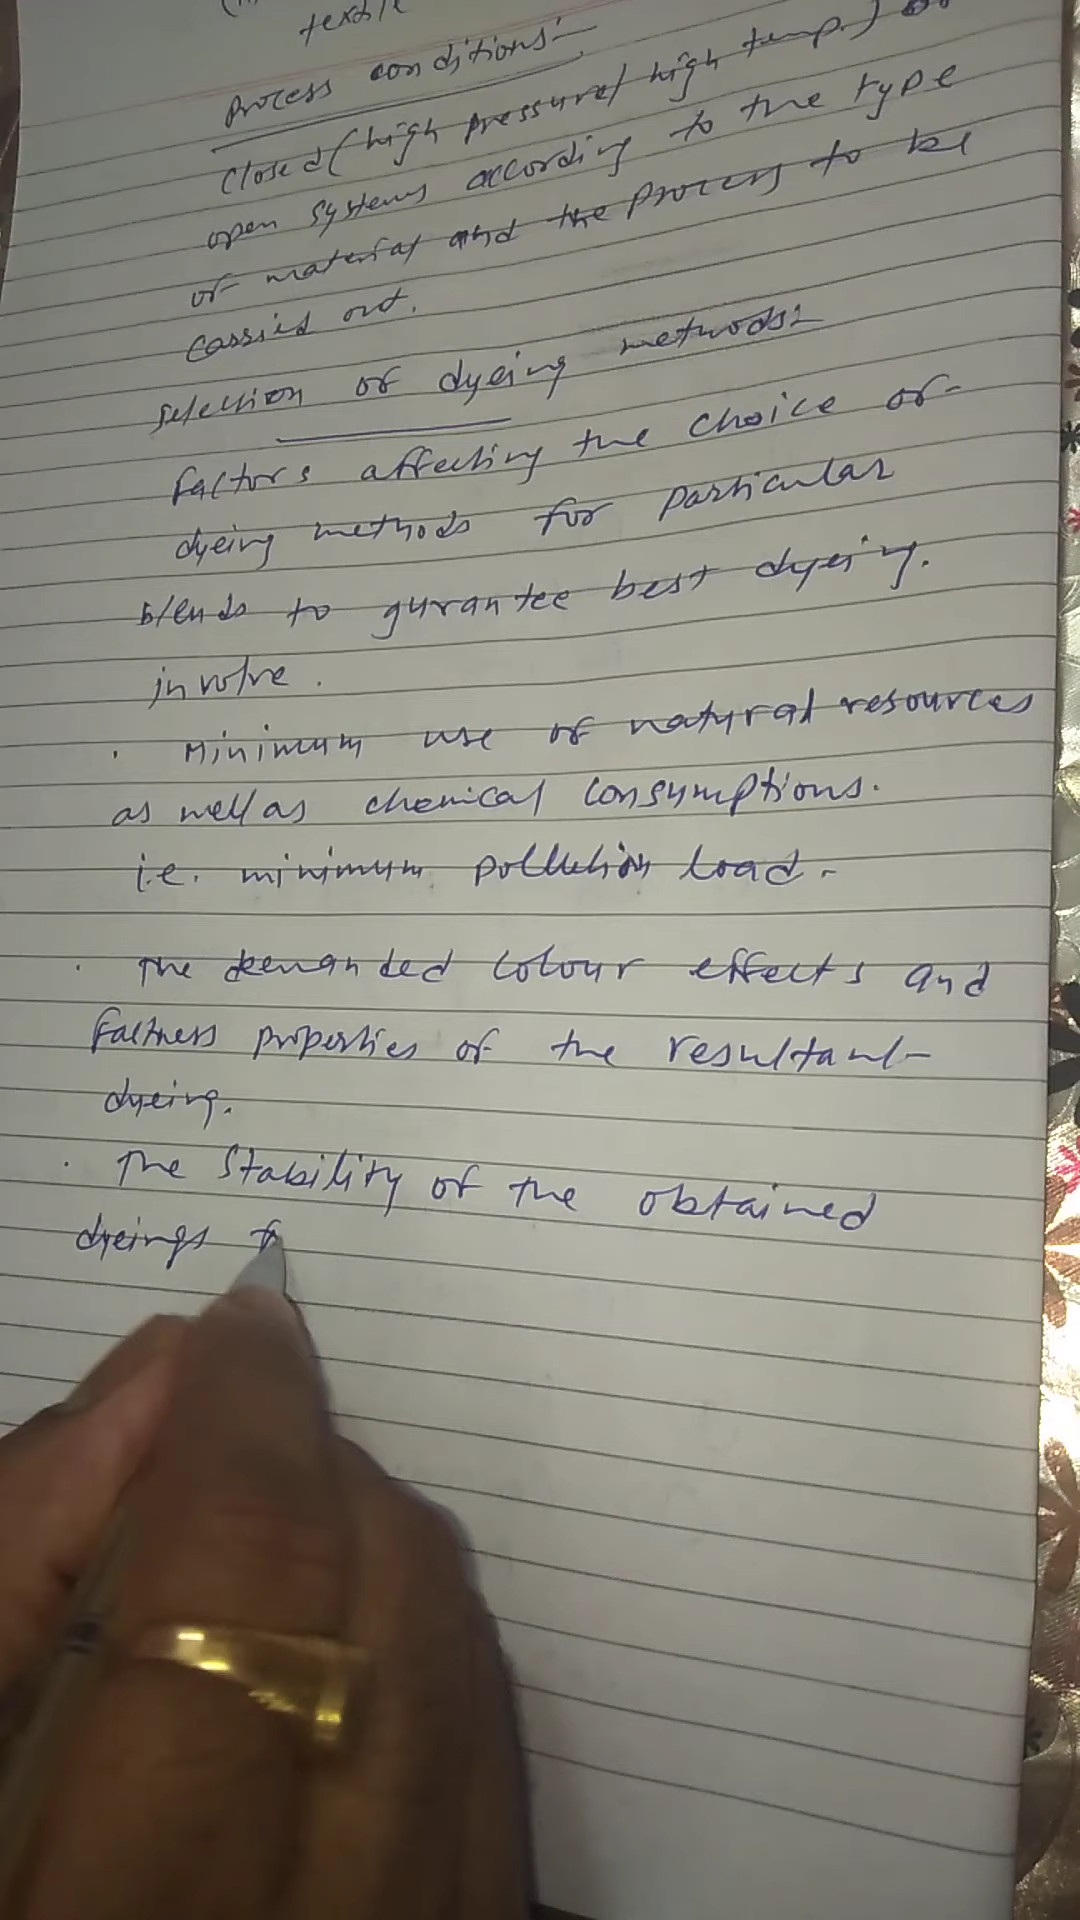 textile
Process conditions:-
Closed (high pressure/ high temp.) or
open systems according to the type
of material and the process to be
carried out.
selection of dyeing methods:-
factors affecting the choice of
dyeing methods for particular
blends to gurantee best dyeing.
involve.
. Minimum use of natural resources
as well as chemical consumptions.
i.e. minimum pollution load.
. The demanded colour effects and
fastness properties of the resultant
dyeing.
. The stability of the obtained
dyeings